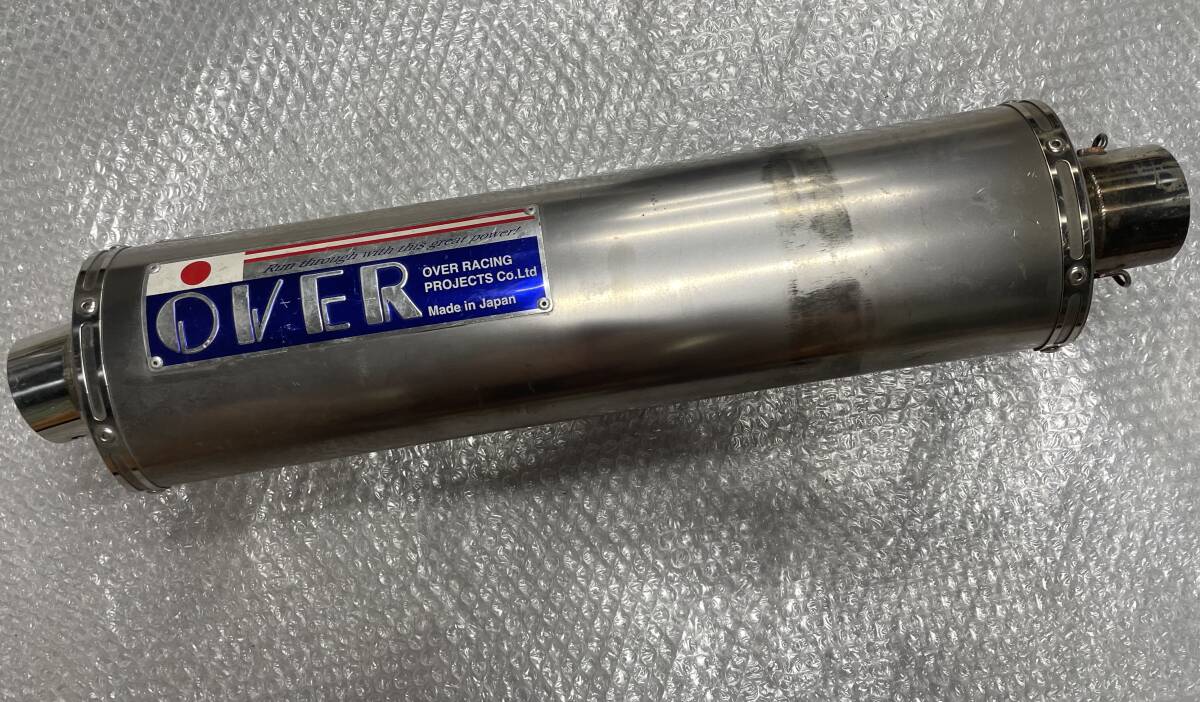 Run through with this great power!
OVER
OVER RACING
PROJECTS Co.Ltd
Made in Japan